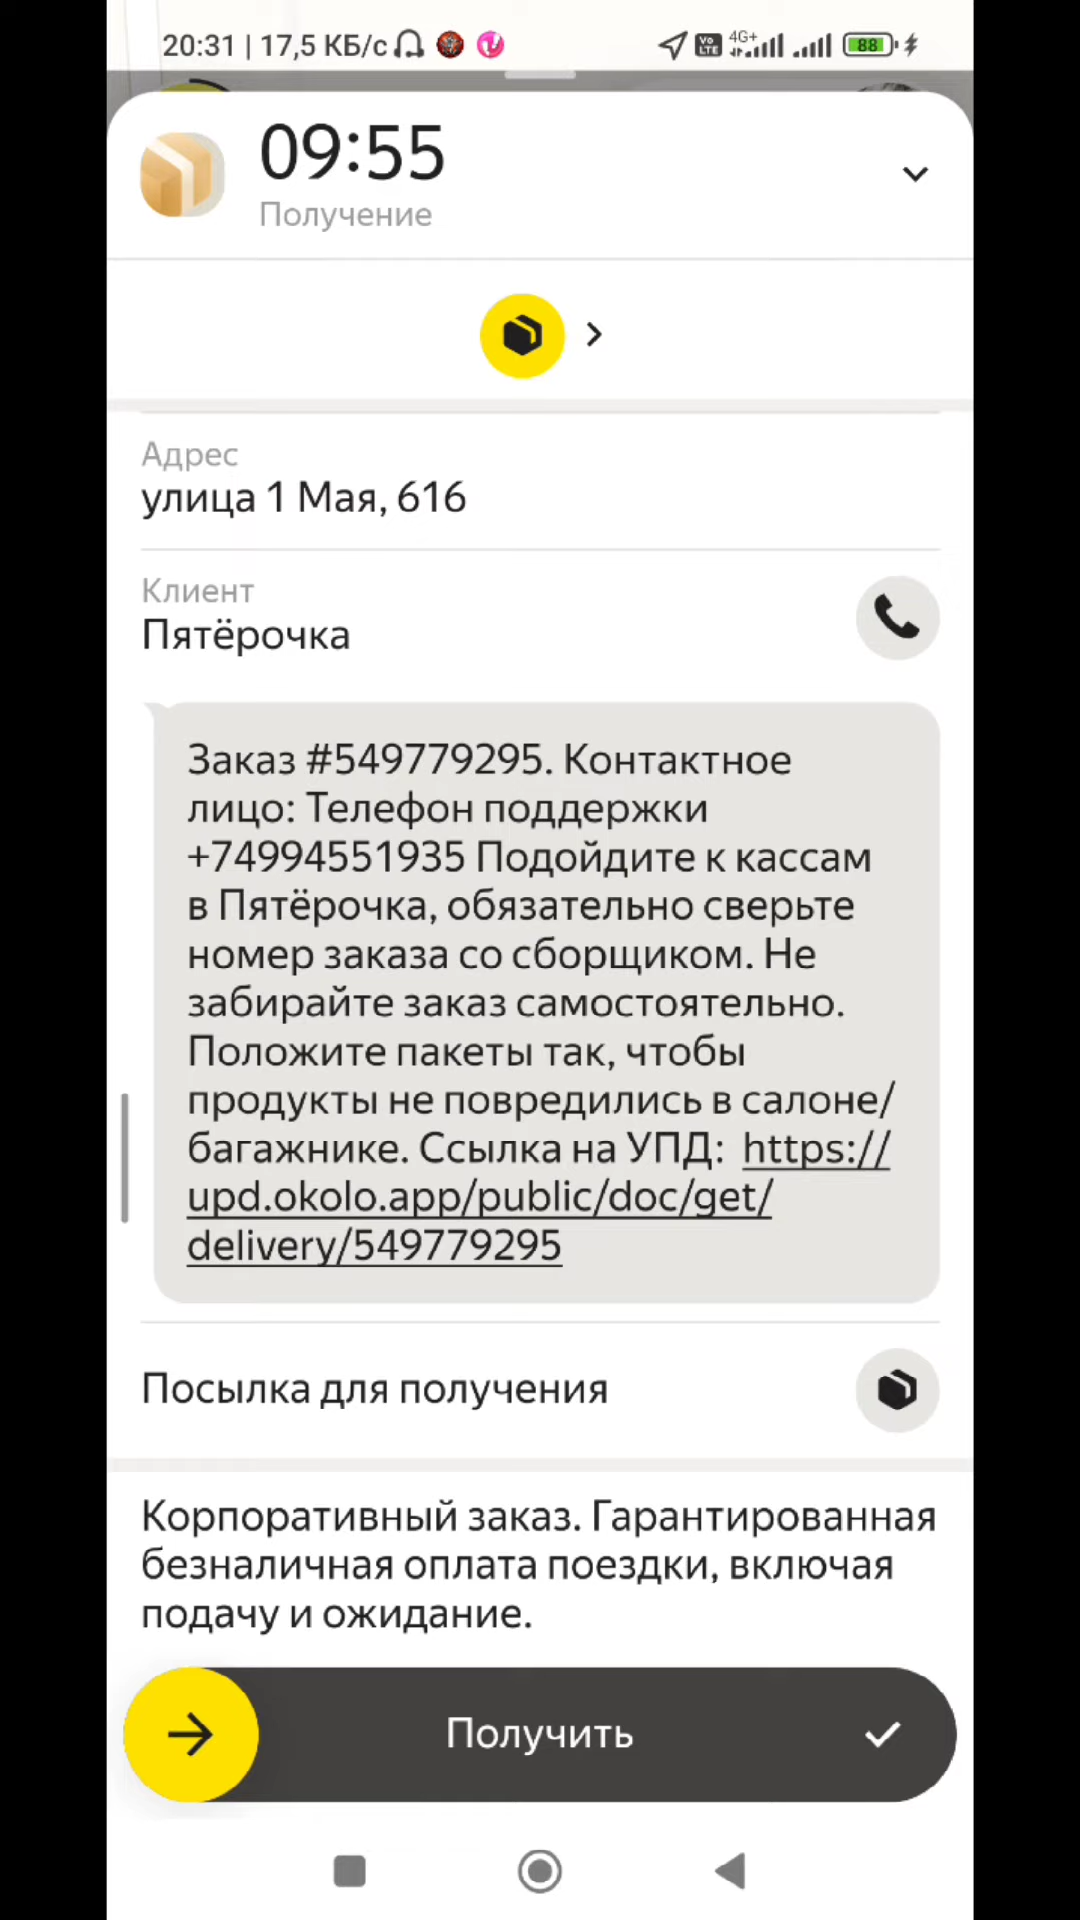 20:31 | 17,5 КБ/с Vo LTE 4G+ 88
09:55
Получение
Адрес
улица 1 Мая, 616
Клиент
Пятёрочка
Заказ #549779295. Контактное
лицо: Телефон поддержки
+74994551935 Подойдите к кассам
в Пятёрочка, обязательно сверьте
номер заказа со сборщиком. Не
забирайте заказ самостоятельно.
Положите пакеты так, чтобы
продукты не повредились в салоне/
багажнике. Ссылка на УПД: https://
upd.okolo.app/public/doc/get/
delivery/549779295
Посылка для получения
Корпоративный заказ. Гарантированная
безналичная оплата поездки, включая
подачу и ожидание.
Получить